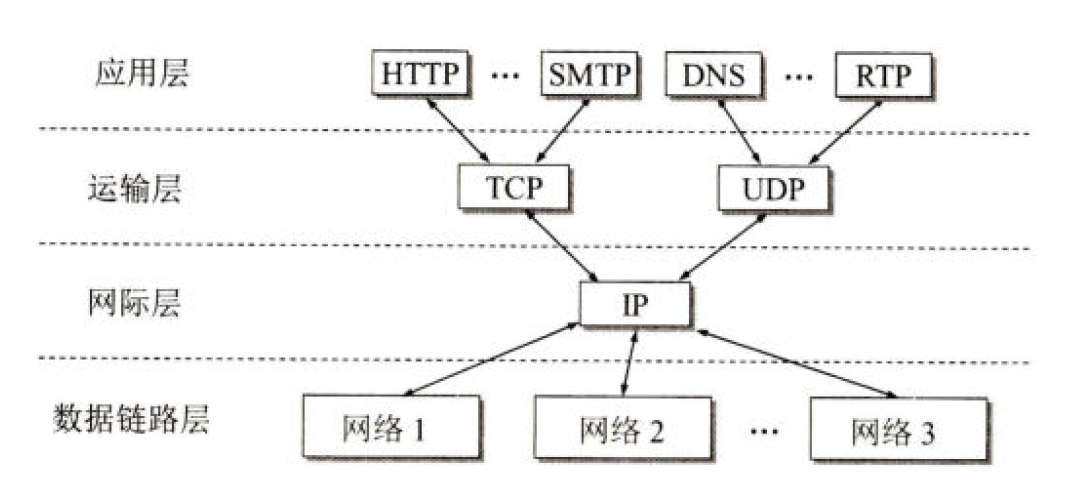 应用层 HTTP ··· SMTP DNS ··· RTP
运输层 TCP UDP
网际层 IP
数据链路层 网络 1 网络 2 ··· 网络 3